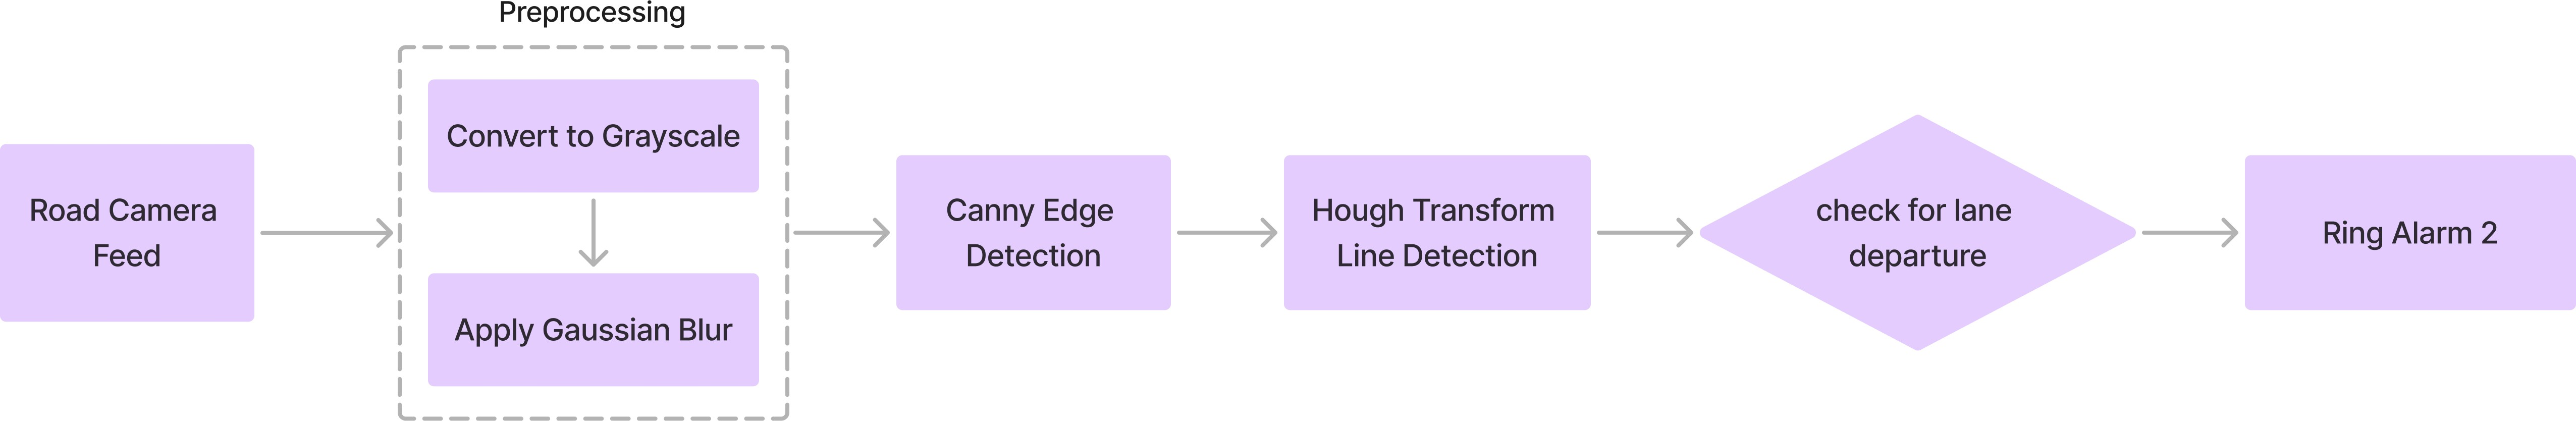 Preprocessing
Road Camera
Feed
Convert to Grayscale
Apply Gaussian Blur
Canny Edge
Detection
Hough Transform
Line Detection
check for lane
departure
Ring Alarm 2